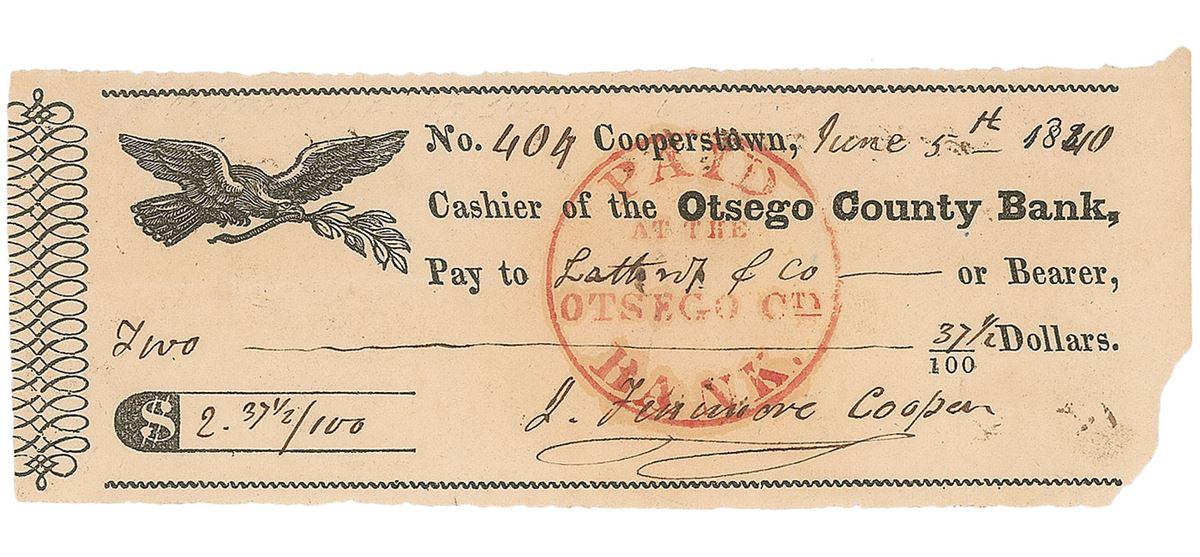 No. 404 Cooperstown, June 5th 1840
Cashier of the Otsego County Bank,
Pay to Lathrop & Co or Bearer,
Two 37½/100 Dollars.
$ 2. 37½/100
J. Fenimore Cooper
PAID
AT THE
OTSEGO CTY
BANK.